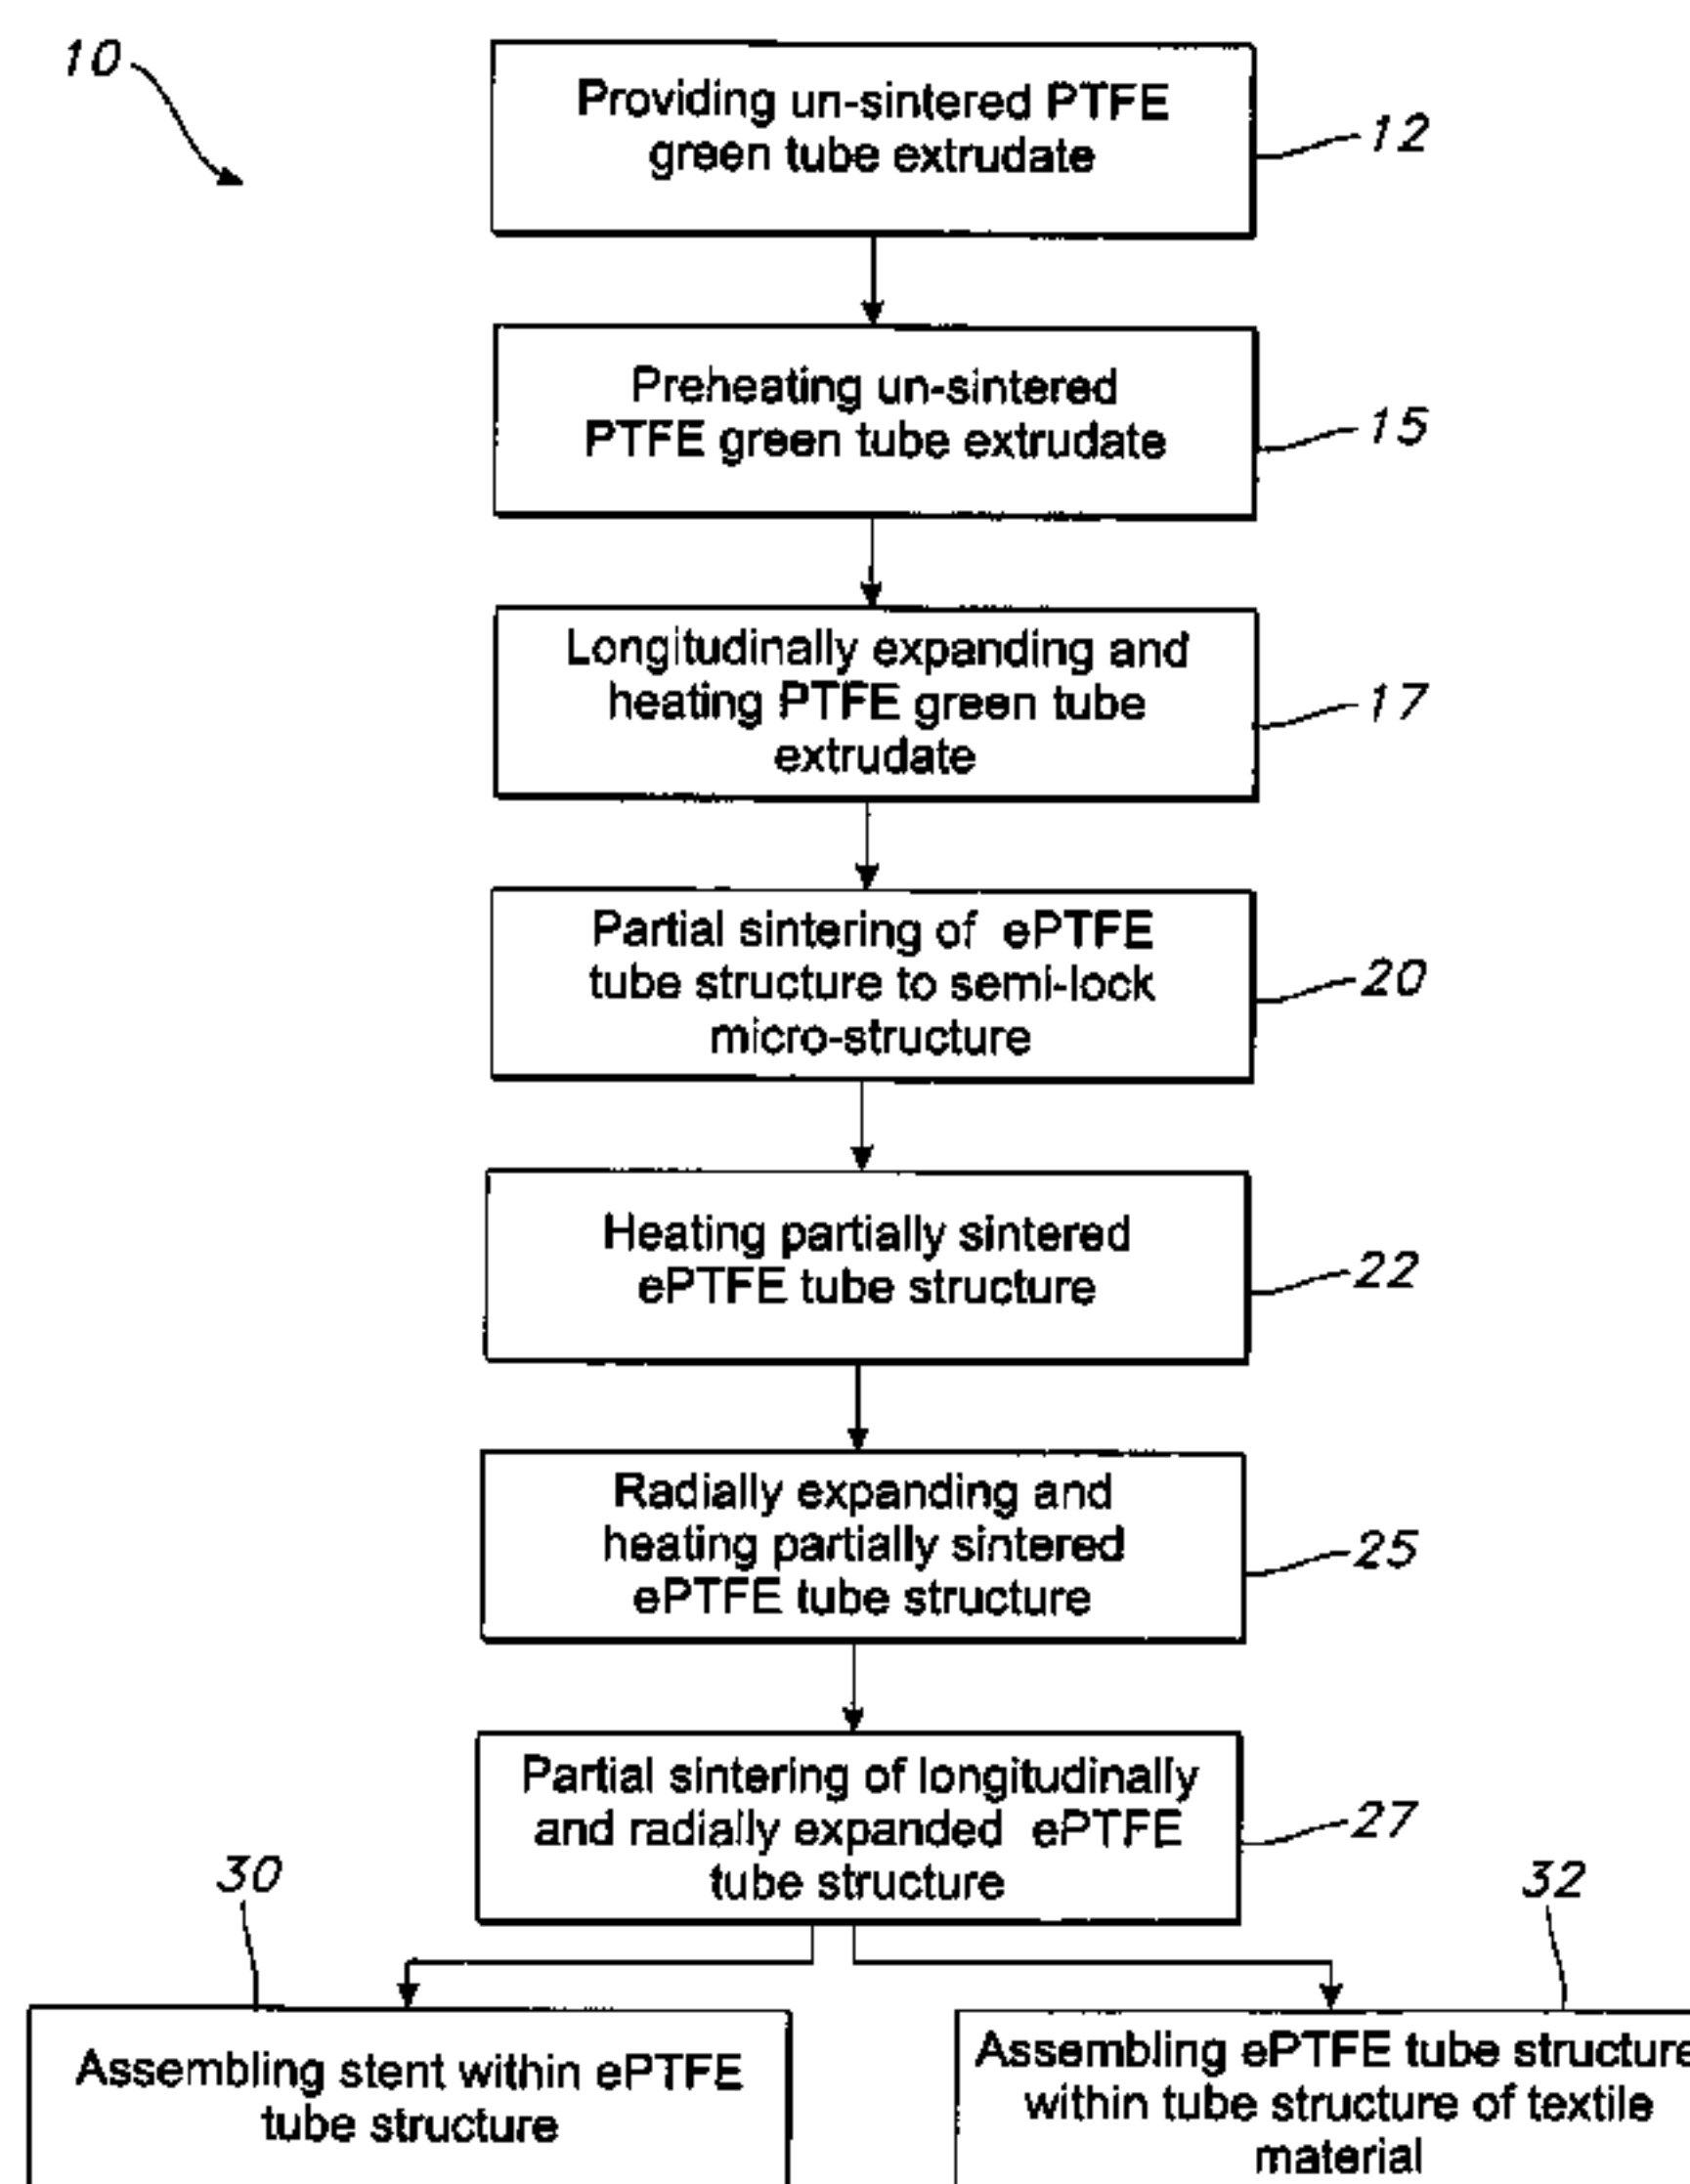 10
Providing un-sintered PTFE
green tube extrudate
12
Preheating un-sintered
PTFE green tube extrudate
15
Longitudinally expanding and
heating PTFE green tube
extrudate
17
Partial sintering of ePTFE
tube structure to semi-lock
micro-structure
20
Heating partially sintered
ePTFE tube structure
22
Radially expanding and
heating partially sintered
ePTFE tube structure
25
Partial sintering of longitudinally
and radially expanded ePTFE
tube structure
27
30
Assembling stent within ePTFE
tube structure
32
Assembling ePTFE tube structure
within tube structure of textile
material